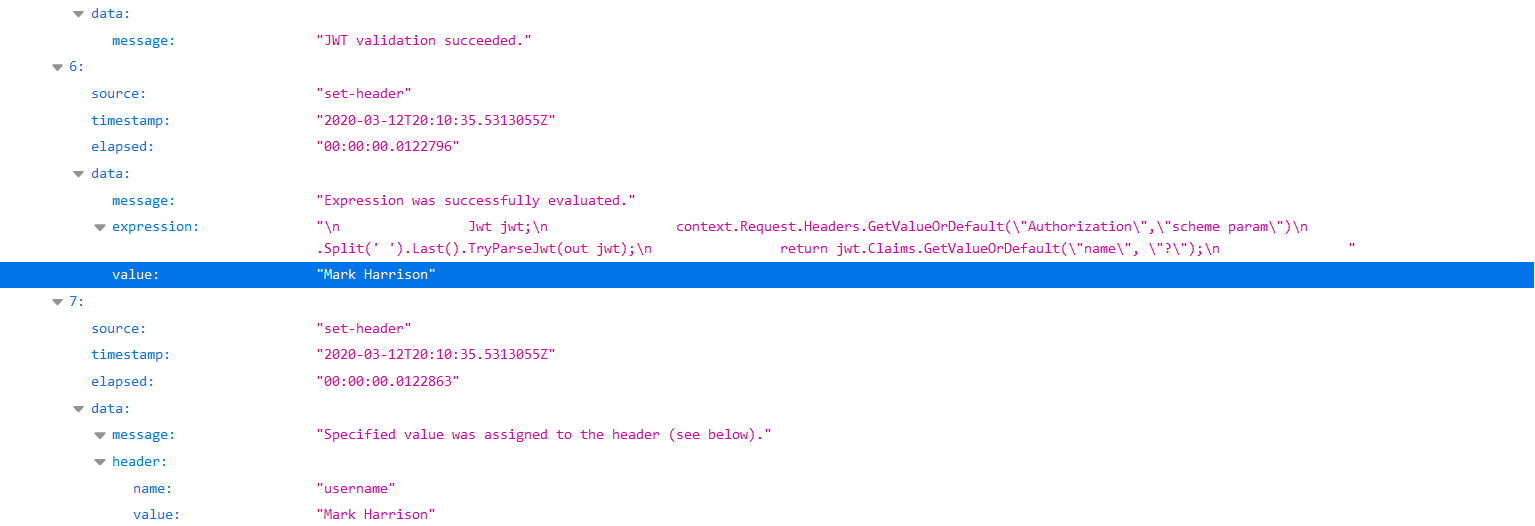 data:
message: "JWT validation succeeded."
6:
source: "set-header"
timestamp: "2020-03-12T20:10:35.5313055Z"
elapsed: "00:00:00.0122796"
data:
message: "Expression was successfully evaluated."
expression: "\n Jwt jwt;\n context.Request.Headers.GetValueOrDefault(\"Authorization\",\"scheme param\")\n
.Split(' ').Last().TryParseJwt(out jwt);\n return jwt.Claims.GetValueOrDefault(\"name\", \"?\");\n "
value: "Mark Harrison"
7:
source: "set-header"
timestamp: "2020-03-12T20:10:35.5313055Z"
elapsed: "00:00:00.0122863"
data:
message: "Specified value was assigned to the header (see below)."
header:
name: "username"
value: "Mark Harrison"